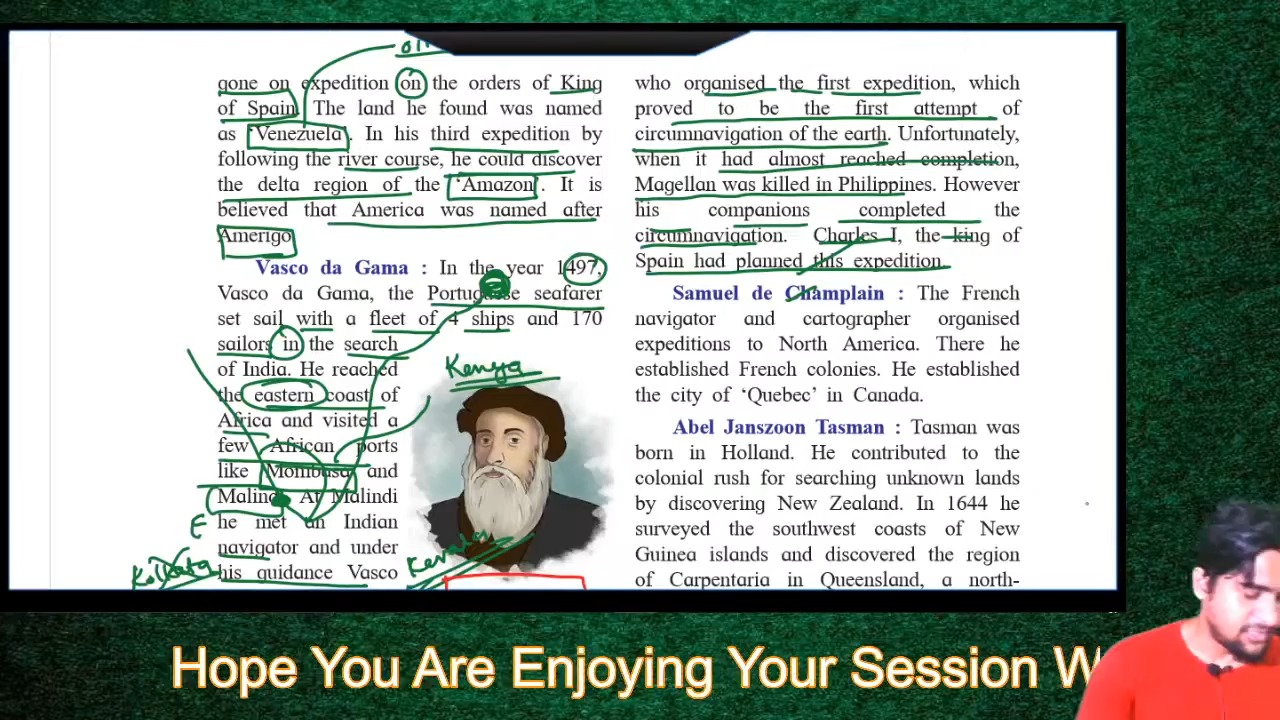 gone on expedition on the orders of King
of Spain. The land he found was named
as 'Venezuela'. In his third expedition by
following the river course, he could discover
the delta region of the 'Amazon'. It is
believed that America was named after
Amerigo
Vasco da Gama : In the year 1497,
Vasco da Gama, the Portuguese seafarer
set sail with a fleet of 4 ships and 170
sailors in the search
of India. He reached
the eastern coast of
Africa and visited a
few African ports
like Mombasa and
Malindi. At Malindi
he met an Indian
navigator and under
his guidance Vasco
Kenya
E
Kolkata
who organised the first expedition, which
proved to be the first attempt of
circumnavigation of the earth. Unfortunately,
when it had almost reached completion,
Magellan was killed in Philippines. However
his companions completed the
circumnavigation. Charles I, the king of
Spain had planned this expedition.
Samuel de Champlain : The French
navigator and cartographer organised
expeditions to North America. There he
established French colonies. He established
the city of 'Quebec' in Canada.
Abel Janszoon Tasman : Tasman was
born in Holland. He contributed to the
colonial rush for searching unknown lands
by discovering New Zealand. In 1644 he
surveyed the southwest coasts of New
Guinea islands and discovered the region
of Carpentaria in Queensland, a north-
Hope You Are Enjoying Your Session W